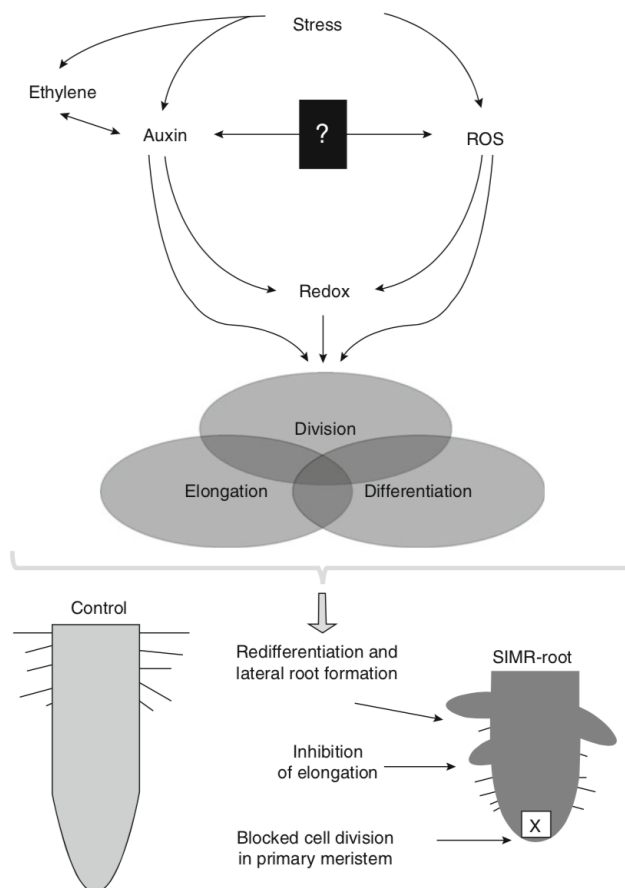 Stress
Ethylene
Auxin
?
ROS
Redox
Division
Elongation
Differentiation
Control
Redifferentiation and
lateral root formation
SIMR-root
Inhibition
of elongation
X
Blocked cell division
in primary meristem